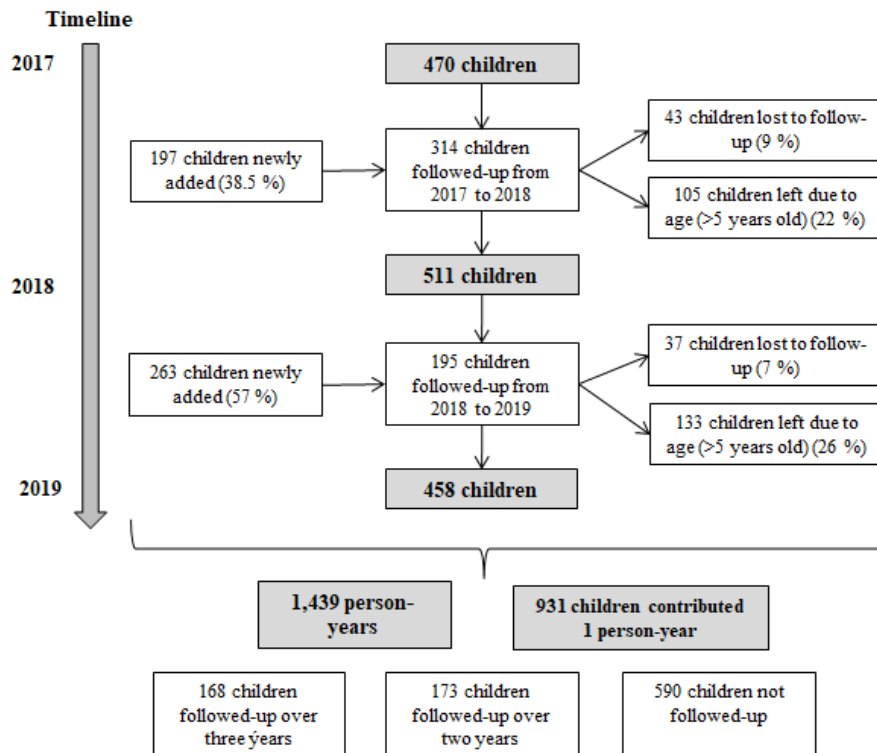 Timeline
2017
470 children
43 children lost to follow-
up (9 %)
197 children newly
added (38.5 %)
314 children
followed-up from
2017 to 2018
105 children left due to
age (>5 years old) (22 %)
2018
511 children
37 children lost to follow-
up (7 %)
263 children newly
added (57 %)
195 children
followed-up from
2018 to 2019
133 children left due to
age (>5 years old) (26 %)
2019
458 children
1,439 person-
years
931 children contributed
1 person-year
168 children
followed-up over
three ýears
173 children
followed-up over
two years
590 children not
followed-up